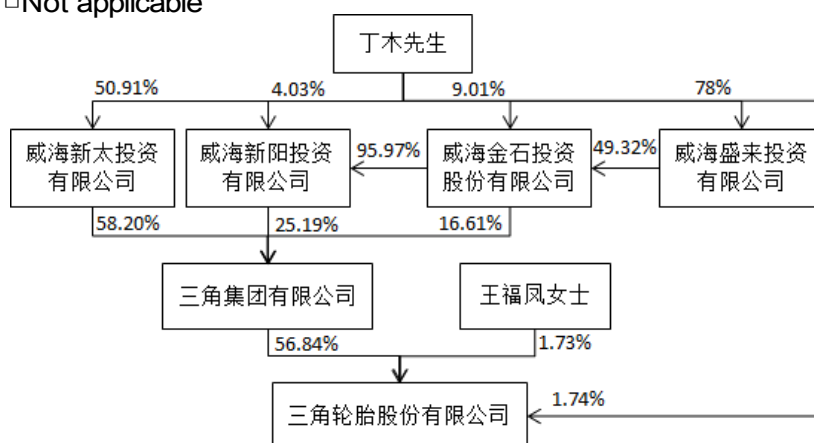 □Not applicable
丁木先生
50.91%
4.03%
9.01%
78%
威海新太投资
有限公司
威海新阳投资
有限公司
95.97%
威海金石投资
股份有限公司
49.32%
威海盛来投资
有限公司
58.20%
25.19%
16.61%
三角集团有限公司
王福凤女士
56.84%
1.73%
三角轮胎股份有限公司
1.74%